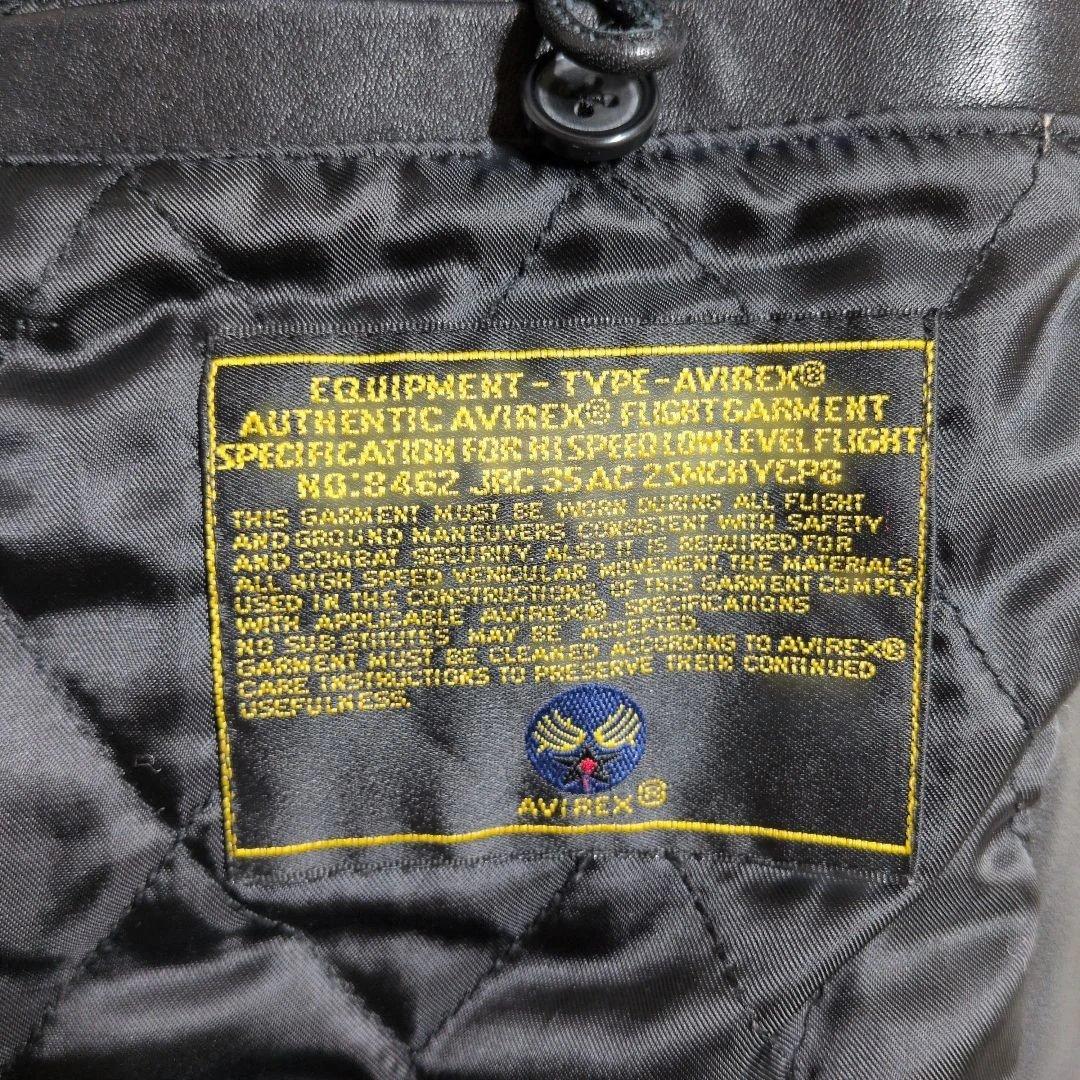 EQUIPMENT - TYPE - AVIREX®
AUTHENTIC AVIREX® FLIGHT GARMENT
SPECIFICATION FOR HI SPEED LOW LEVEL FLIGHT
NO:8462 JRC 35 AC 2SMCHYCP8
THIS GARMENT MUST BE WORN DURING ALL FLIGHT
AND GROUND MANEUVERS CONSISTENT WITH SAFETY
AND COMBAT SECURITY. ALSO IT IS REQUIRED FOR
ALL HIGH SPEED VEHICULAR MOVEMENT. THE MATERIALS
USED IN THE CONSTRUCTIONS OF THIS GARMENT COMPLY
WITH APPLICABLE AVIREX® SPECIFICATIONS
NO SUBSTITUTES MAY BE ACCEPTED
GARMENT MUST BE CLEANED ACCORDING TO AVIREX®
CARE INSTRUCTIONS TO PRESERVE THEIR CONTINUED
USEFULNESS.
AVIREX®